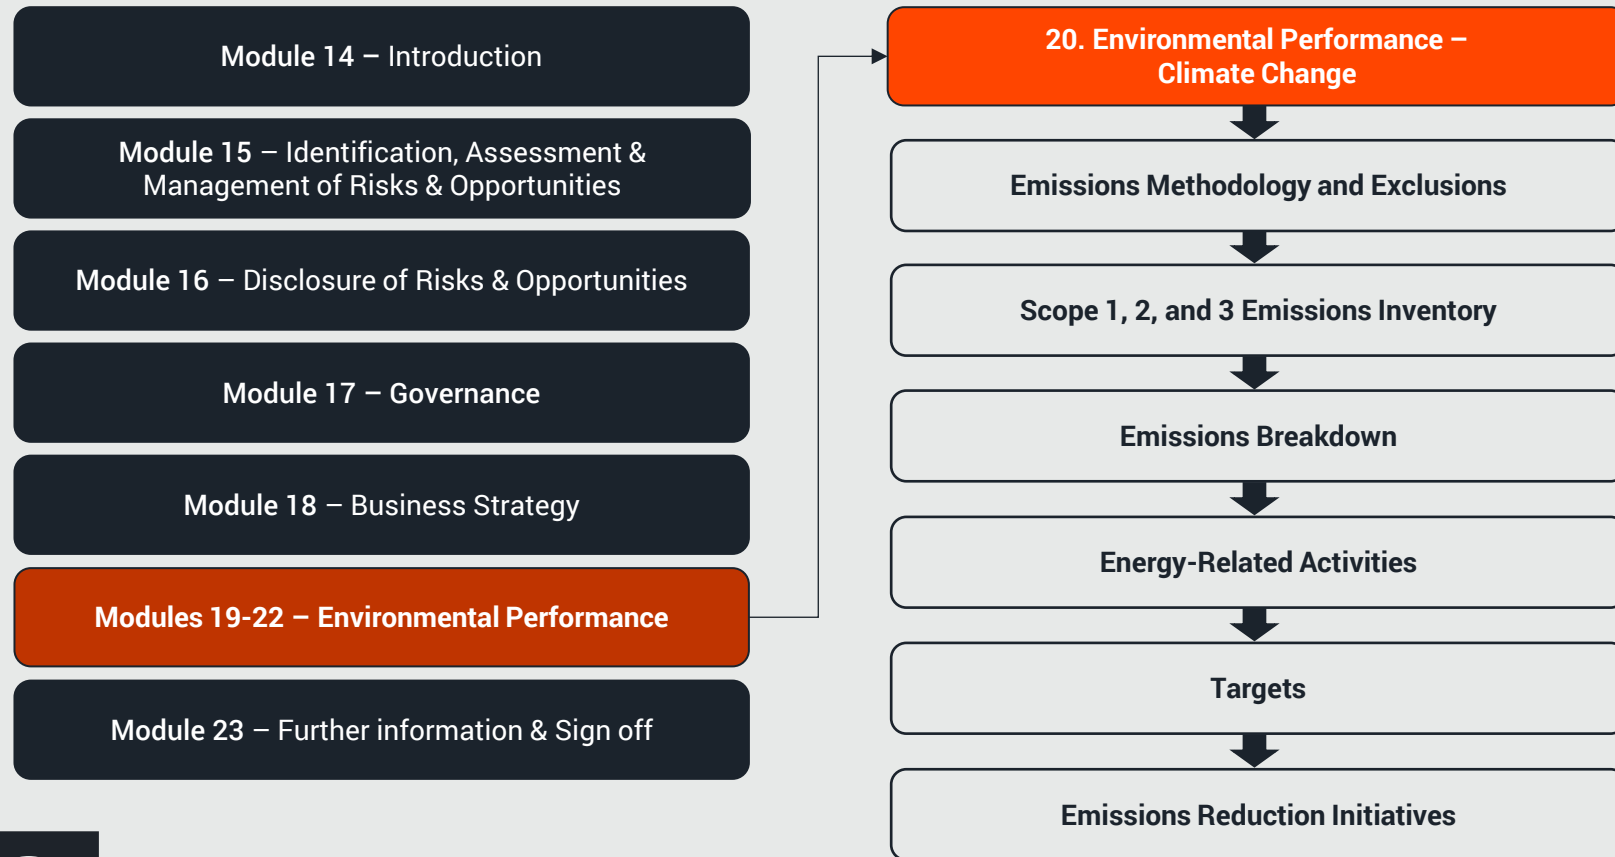 Module 14 – Introduction
Module 15 – Identification, Assessment &
Management of Risks & Opportunities
Module 16 – Disclosure of Risks & Opportunities
Module 17 – Governance
Module 18 – Business Strategy
Modules 19-22 – Environmental Performance
Module 23 – Further information & Sign off
20. Environmental Performance –
Climate Change
Emissions Methodology and Exclusions
Scope 1, 2, and 3 Emissions Inventory
Emissions Breakdown
Energy-Related Activities
Targets
Emissions Reduction Initiatives